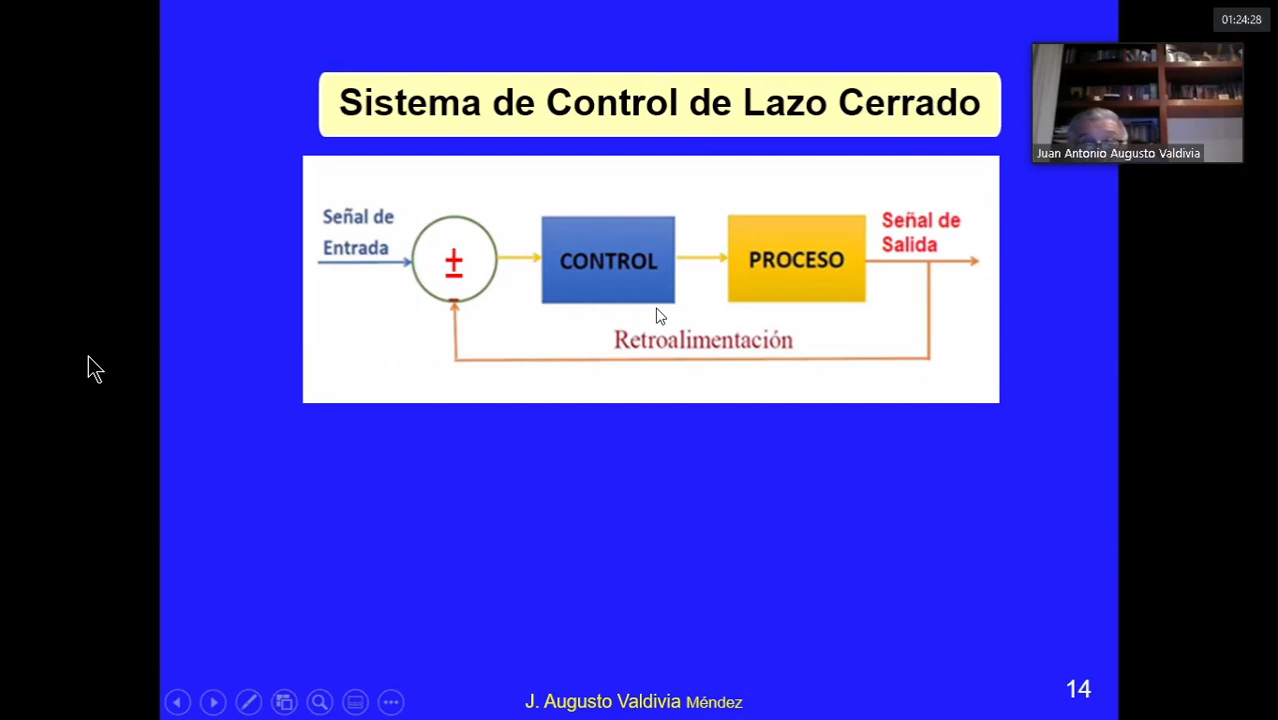 01:24:28
Sistema de Control de Lazo Cerrado
Juan Antonio Augusto Valdivia
Señal de
Entrada
±
CONTROL
PROCESO
Señal de
Salida
Retroalimentación
J. Augusto Valdivia Méndez
14